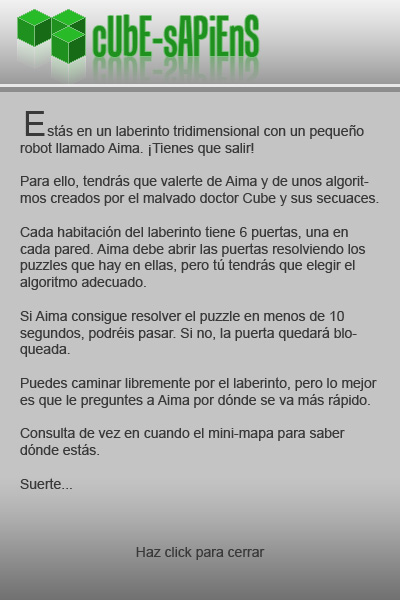 cUbE-sAPiEnS
Estás en un laberinto tridimensional con un pequeño
robot llamado Aima. ¡Tienes que salir!
Para ello, tendrás que valerte de Aima y de unos algorit-
mos creados por el malvado doctor Cube y sus secuaces.
Cada habitación del laberinto tiene 6 puertas, una en
cada pared. Aima debe abrir las puertas resolviendo los
puzzles que hay en ellas, pero tú tendrás que elegir el
algoritmo adecuado.
Si Aima consigue resolver el puzzle en menos de 10
segundos, podréis pasar. Si no, la puerta quedará blo-
queada.
Puedes caminar libremente por el laberinto, pero lo mejor
es que le preguntes a Aima por dónde se va más rápido.
Consulta de vez en cuando el mini-mapa para saber
dónde estás.
Suerte...
Haz click para cerrar